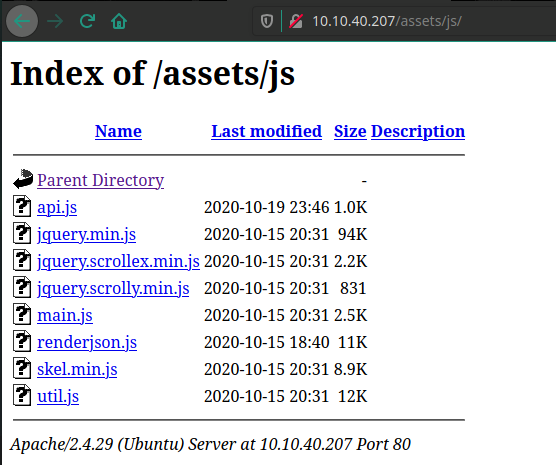 10.10.40.207/assets/js/
Index of /assets/js
Name Last modified Size Description
Parent Directory -
api.js 2020-10-19 23:46 1.0K
jquery.min.js 2020-10-15 20:31 94K
jquery.scrollex.min.js 2020-10-15 20:31 2.2K
jquery.scrolly.min.js 2020-10-15 20:31 831
main.js 2020-10-15 20:31 2.5K
renderjson.js 2020-10-15 18:40 11K
skel.min.js 2020-10-15 20:31 8.9K
util.js 2020-10-15 20:31 12K
Apache/2.4.29 (Ubuntu) Server at 10.10.40.207 Port 80